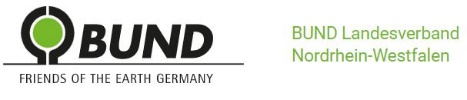 BUND
FRIENDS OF THE EARTH GERMANY
BUND Landesverband
Nordrhein-Westfalen